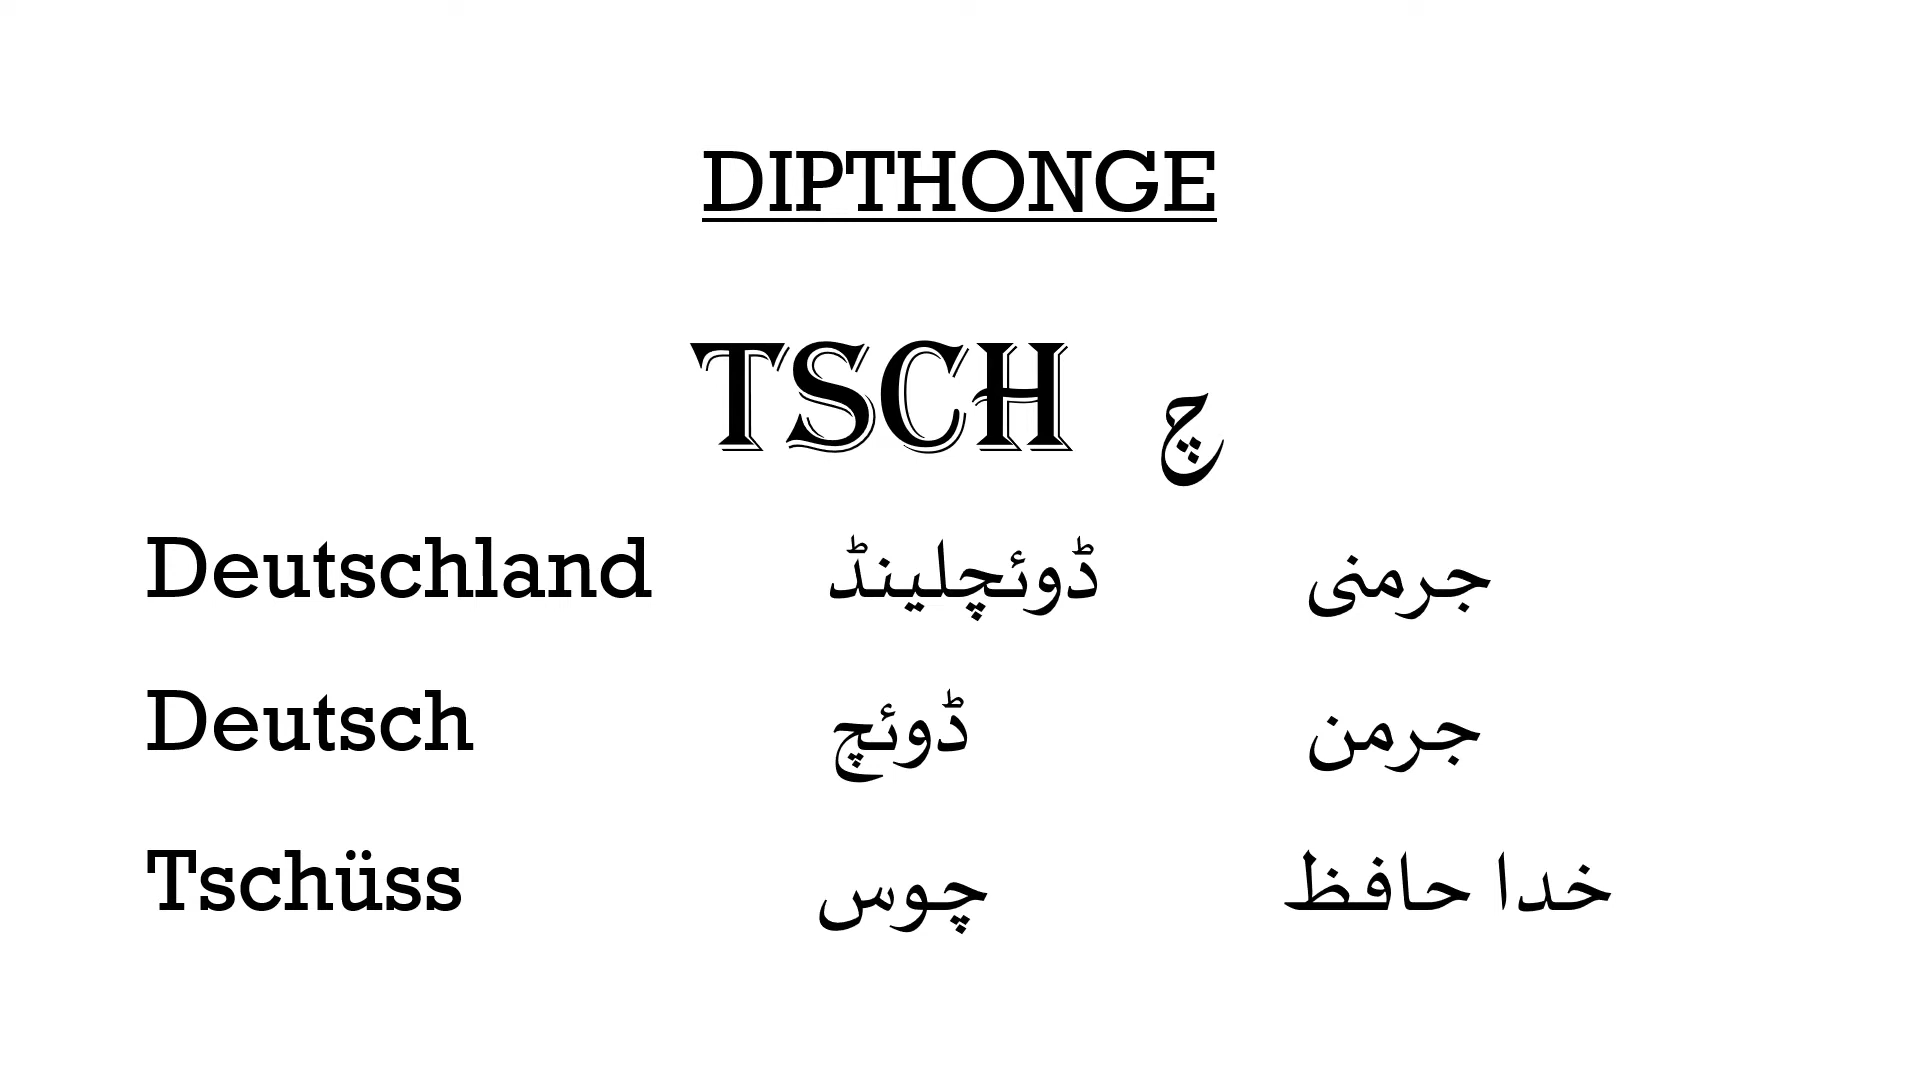 DIPTHONGE
TSCH چ
Deutschland ڈوئچلینڈ جرمنی
Deutsch ڈوئچ جرمن
Tschüss چوس خدا حافظ